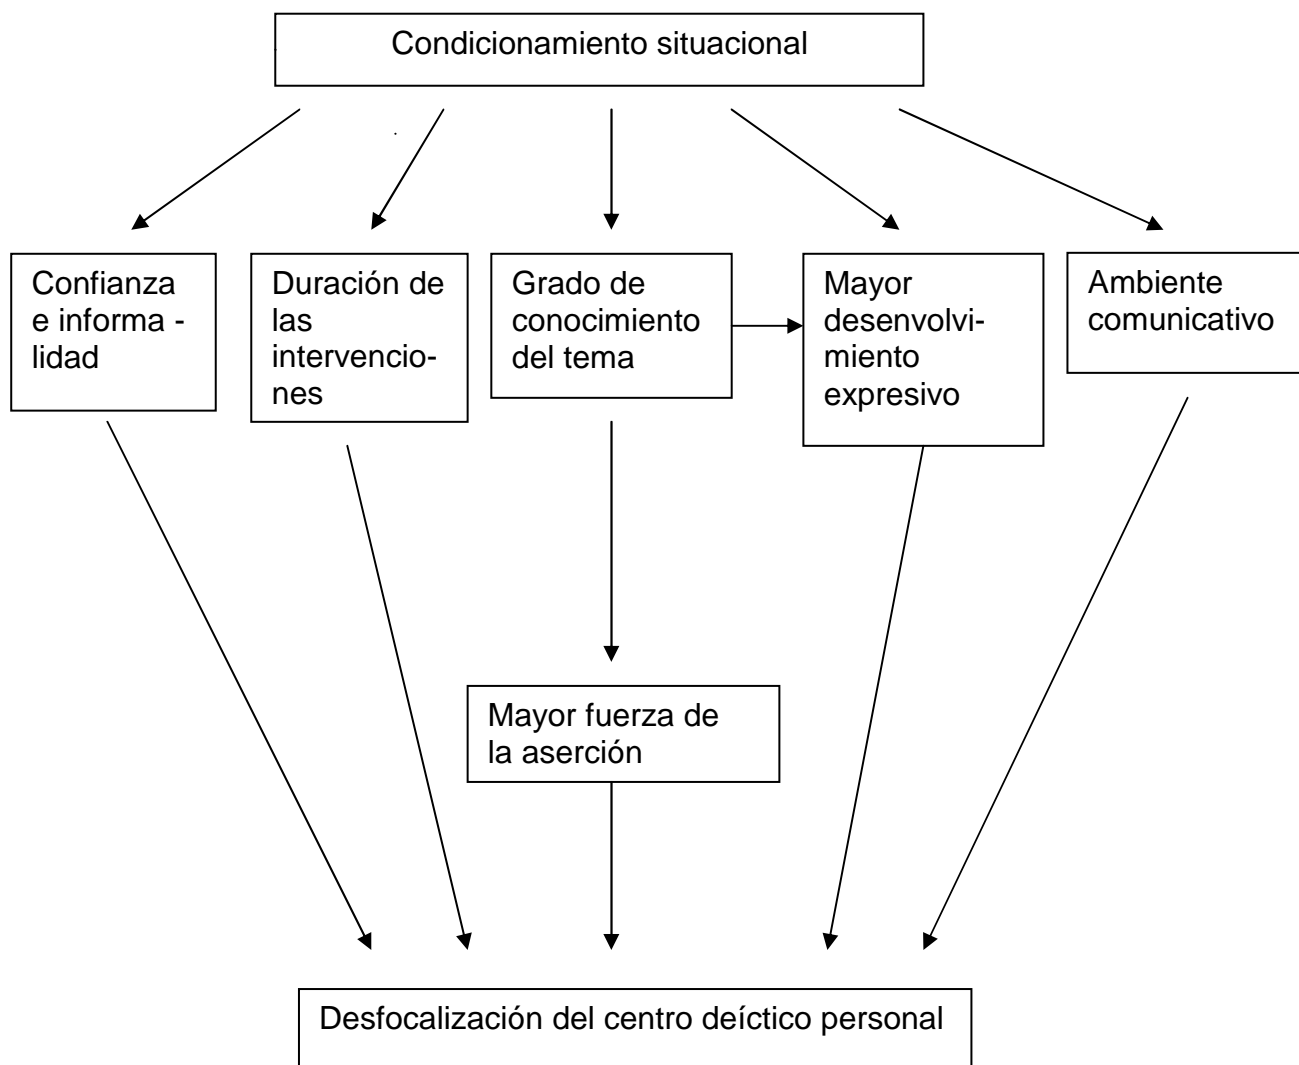 Condicionamiento situacional
Confianza
e informa -
lidad
Duración de
las
intervencio-
nes
Grado de
conocimiento
del tema
Mayor
desenvolvi-
miento
expresivo
Ambiente
comunicativo
Mayor fuerza de
la aserción
Desfocalización del centro deíctico personal